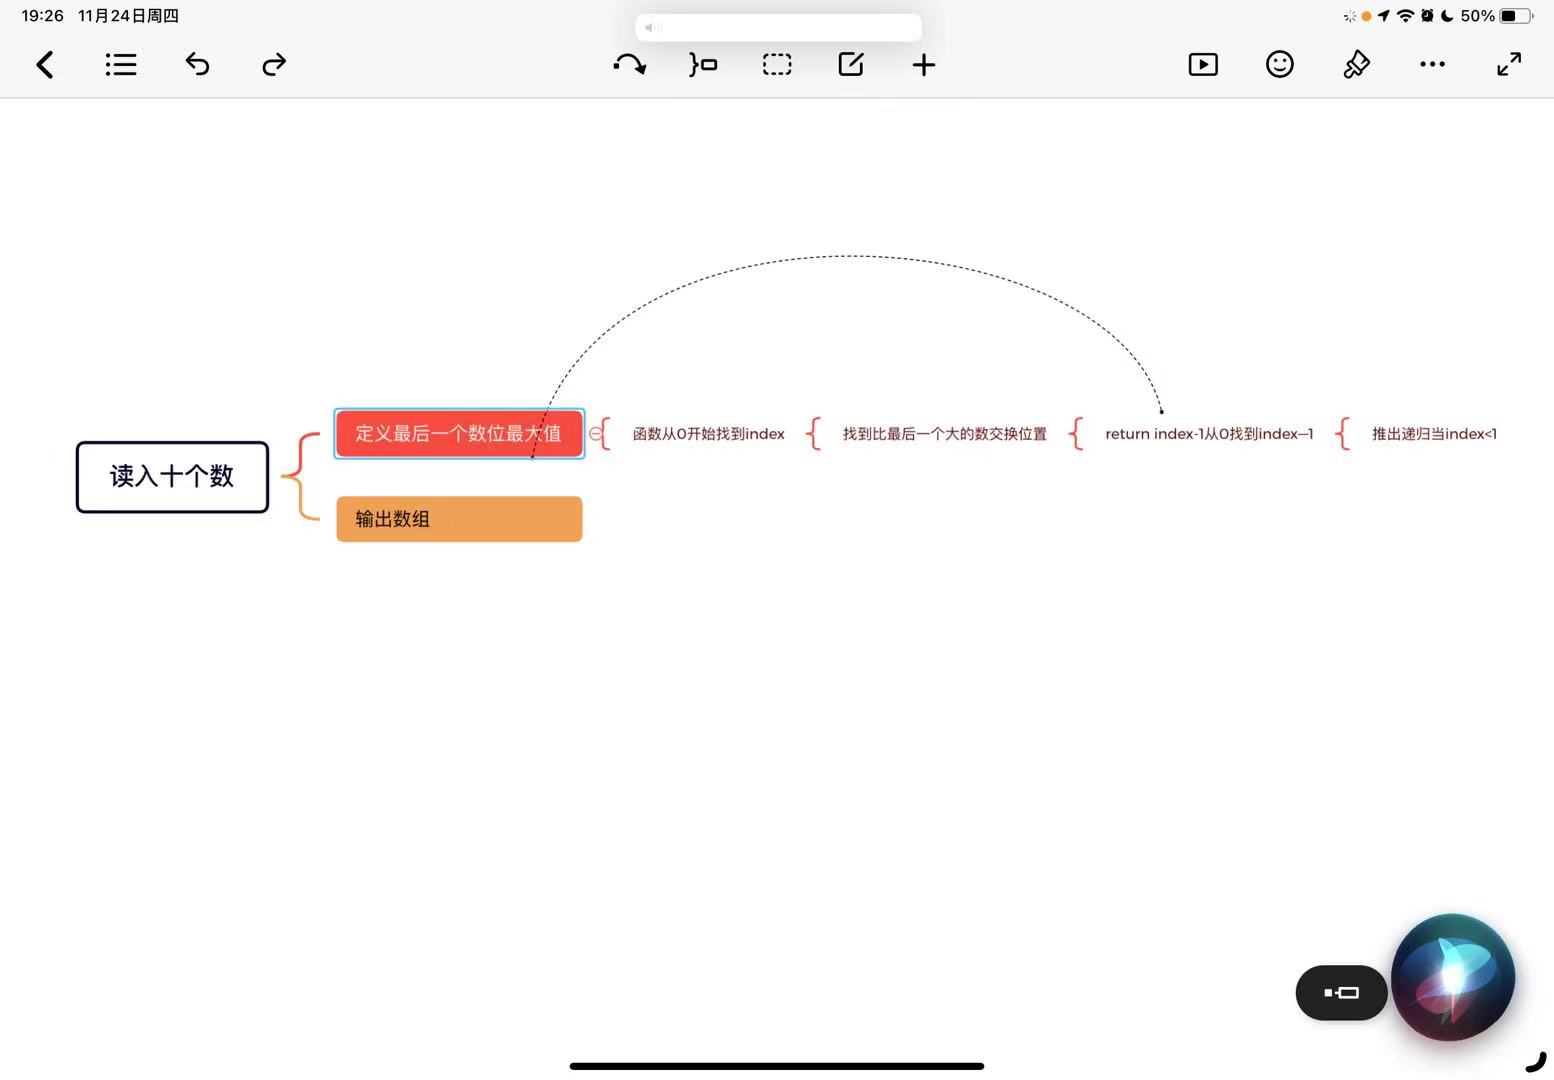 19:26 11月24日周四
50%
读入十个数
定义最后一个数位最大值
函数从0开始找到index
找到比最后一个大的数交换位置
return index-1从0找到index—1
推出递归当index<1
输出数组